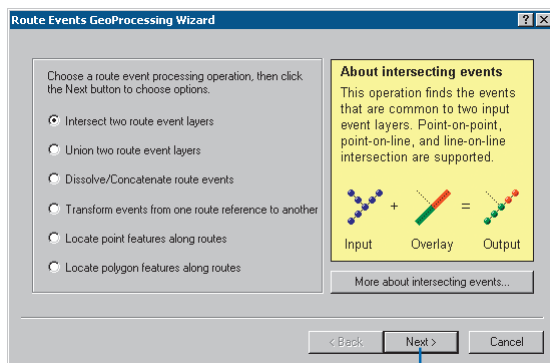 Route Events GeoProcessing Wizard
Choose a route event processing operation, then click
the Next button to choose options.
Intersect two route event layers
Union two route event layers
Dissolve/Concatenate route events
Transform events from one route reference to another
Locate point features along routes
Locate polygon features along routes
About intersecting events
This operation finds the events
that are common to two input
event layers. Point-on-point,
point-on-line, and line-on-line
intersection are supported.
+ =
Input Overlay Output
More about intersecting events...
< Back Next > Cancel